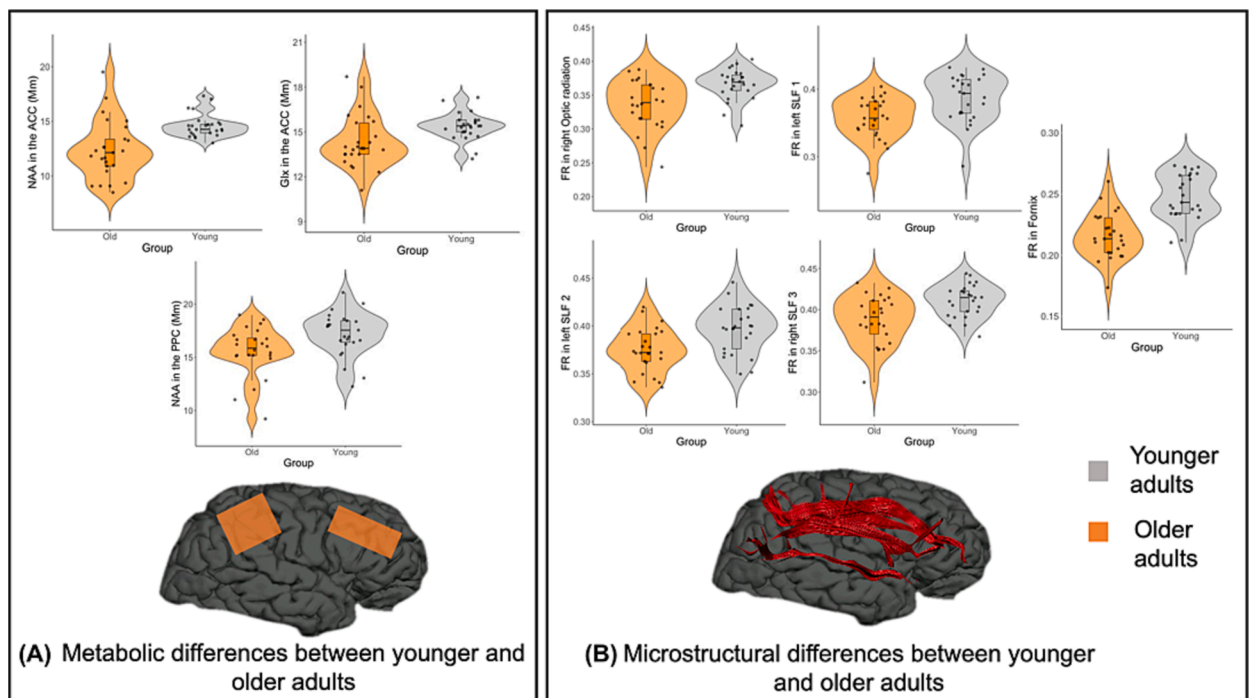 20
15
10
NAA in the ACC (Mm)
Old
Young
Group
21
18
15
12
9
Glx in the ACC (Mm)
Old
Young
Group
20
15
10
NAA in the PPC (Mm)
Old
Young
Group
(A) Metabolic differences between younger and
older adults
0.45
0.40
0.35
0.30
0.25
0.20
FR in right Optic radiation
Old
Young
Group
0.4
0.3
FR in left SLF 1
Old
Young
Group
0.45
0.40
0.35
0.30
FR in left SLF 2
Old
Young
Group
0.45
0.40
0.35
0.30
FR in right SLF 3
Old
Young
Group
0.30
0.25
0.20
0.15
FR in Fornix
Old
Young
Group
Younger
adults
Older
adults
(B) Microstructural differences between younger
and older adults